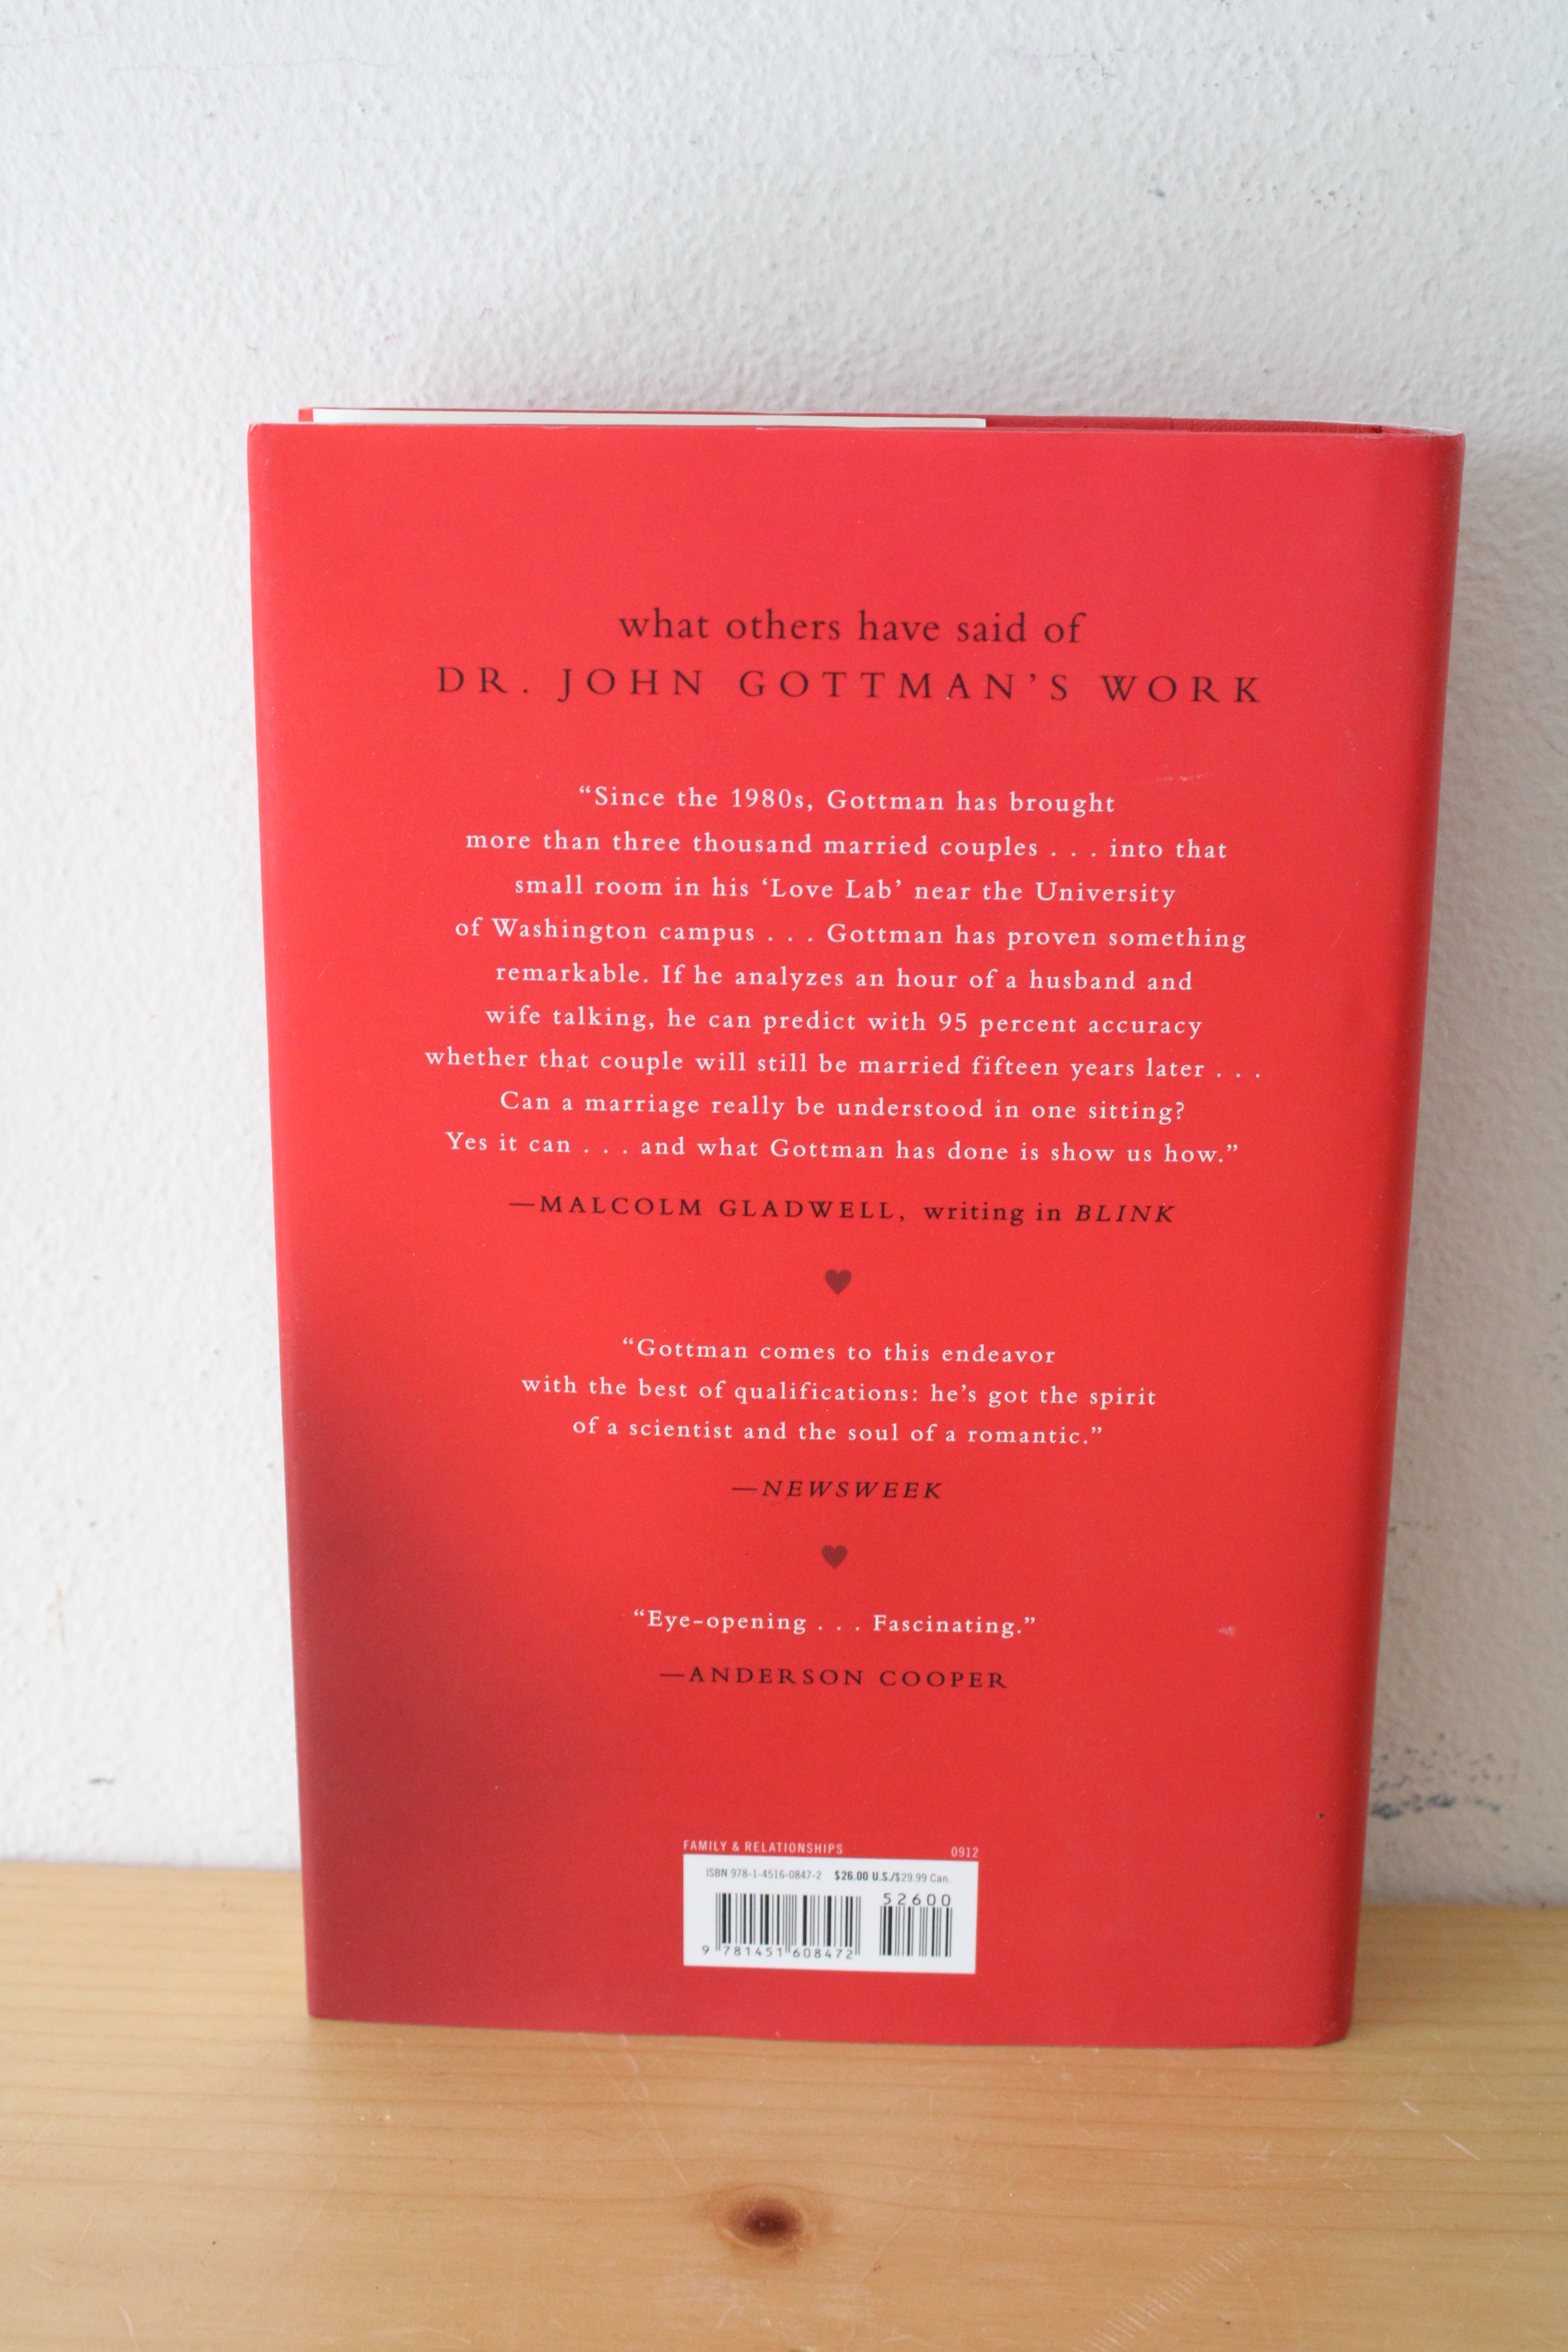 what others have said of
DR. JOHN GOTTMAN’S WORK
“Since the 1980s, Gottman has brought
more than three thousand married couples . . . into that
small room in his ‘Love Lab’ near the University
of Washington campus . . . Gottman has proven something
remarkable. If he analyzes an hour of a husband and
wife talking, he can predict with 95 percent accuracy
whether that couple will still be married fifteen years later . . .
Can a marriage really be understood in one sitting?
Yes it can . . . and what Gottman has done is show us how.”
—MALCOLM GLADWELL, writing in BLINK
“Gottman comes to this endeavor
with the best of qualifications: he’s got the spirit
of a scientist and the soul of a romantic.”
—NEWSWEEK
“Eye-opening . . . Fascinating.”
—ANDERSON COOPER
FAMILY & RELATIONSHIPS 0912
ISBN 978-1-4516-0847-2 $26.00 U.S./$29.99 Can.
52600
9 781451 608472